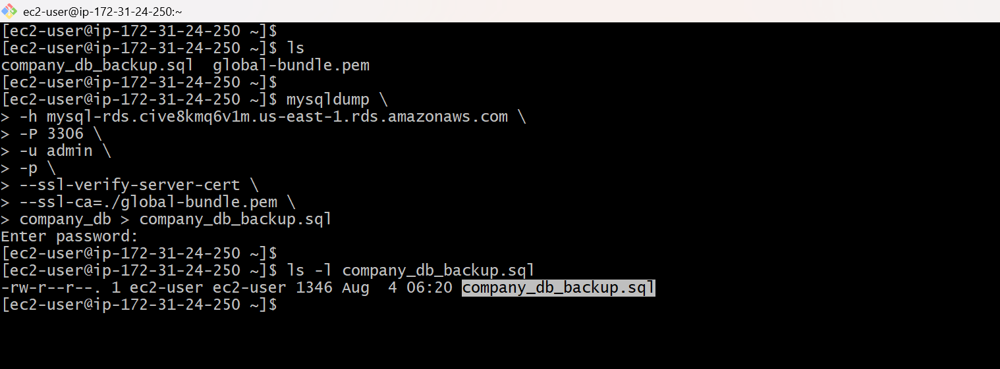 ec2-user@ip-172-31-24-250:~
[ec2-user@ip-172-31-24-250 ~]$
[ec2-user@ip-172-31-24-250 ~]$ ls
company_db_backup.sql  global-bundle.pem
[ec2-user@ip-172-31-24-250 ~]$
[ec2-user@ip-172-31-24-250 ~]$ mysqldump \
> -h mysql-rds.cive8kmq6v1m.us-east-1.rds.amazonaws.com \
> -P 3306 \
> -u admin \
> -p \
> --ssl-verify-server-cert \
> --ssl-ca=./global-bundle.pem \
> company_db > company_db_backup.sql
Enter password:
[ec2-user@ip-172-31-24-250 ~]$
[ec2-user@ip-172-31-24-250 ~]$ ls -l company_db_backup.sql
-rw-r--r--. 1 ec2-user ec2-user 1346 Aug  4 06:20 company_db_backup.sql
[ec2-user@ip-172-31-24-250 ~]$